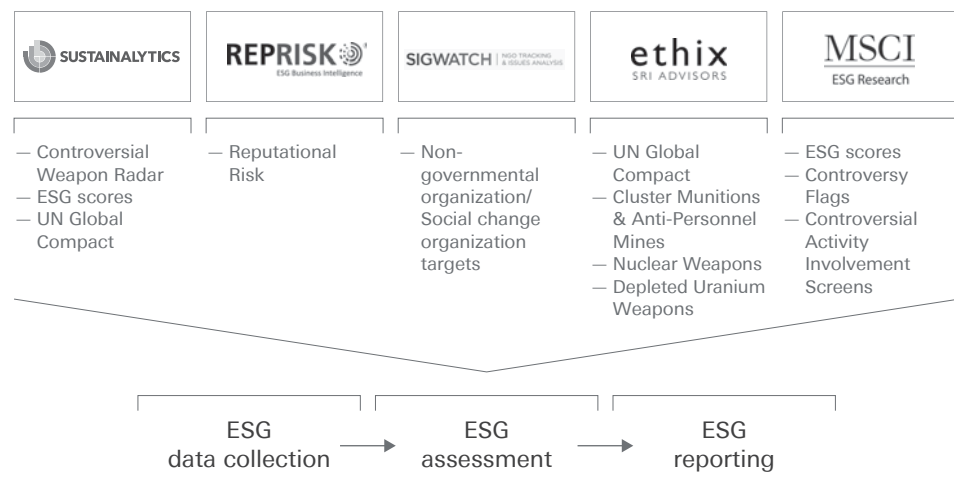 SUSTAINALYTICS
REPRISK
ESG Business Intelligence
SIGWATCH | NGO TRACKING
& ISSUES ANALYSIS
ethix
SRI ADVISORS
MSCI
ESG Research
— Controversial
Weapon Radar
— ESG scores
— UN Global
Compact
— Reputational
Risk
— Non-
governmental
organization/
Social change
organization
targets
— UN Global
Compact
— Cluster Munitions
& Anti-Personnel
Mines
— Nuclear Weapons
— Depleted Uranium
Weapons
— ESG scores
— Controversy
Flags
— Controversial
Activity
Involvement
Screens
ESG
data collection
ESG
assessment
ESG
reporting